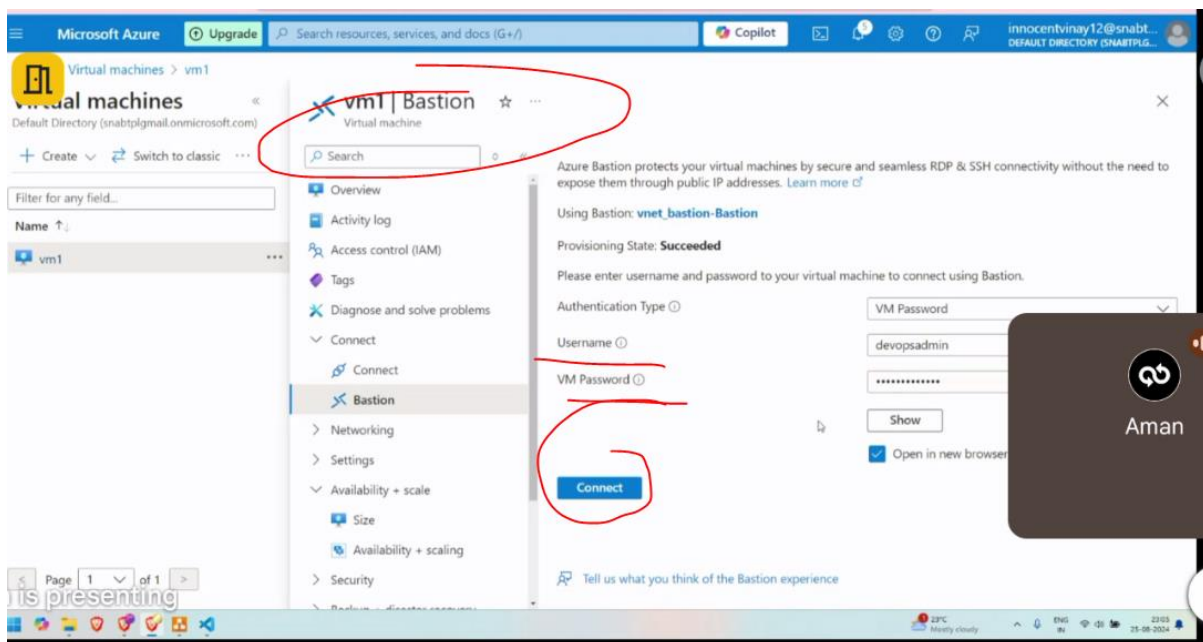 Microsoft Azure
Upgrade
Search resources, services, and docs (G+/)
Copilot
5
innocentvinay12@snabt...
DEFAULT DIRECTORY (SNABTPLG...
Virtual machines > vm1
machines
Default Directory (snabtplgmail.onmicrosoft.com)
+ Create
Switch to classic ...
Filter for any field...
Name ↑↓
vm1 ...
Page 1 of 1
is presenting
vm1 | Bastion ...
Virtual machine
Search
Overview
Activity log
Access control (IAM)
Tags
Diagnose and solve problems
Connect
Connect
Bastion
Networking
Settings
Availability + scale
Size
Availability + scaling
Security
Azure Bastion protects your virtual machines by secure and seamless RDP & SSH connectivity without the need to
expose them through public IP addresses. Learn more
Using Bastion: vnet_bastion-Bastion
Provisioning State: Succeeded
Please enter username and password to your virtual machine to connect using Bastion.
Authentication Type
VM Password
Username
devopsadmin
VM Password
•••••••••••••
Show
Open in new browser
Connect
Tell us what you think of the Bastion experience
Aman
23°C
Mostly cloudy
ENG
IN
23:05
25-08-2024